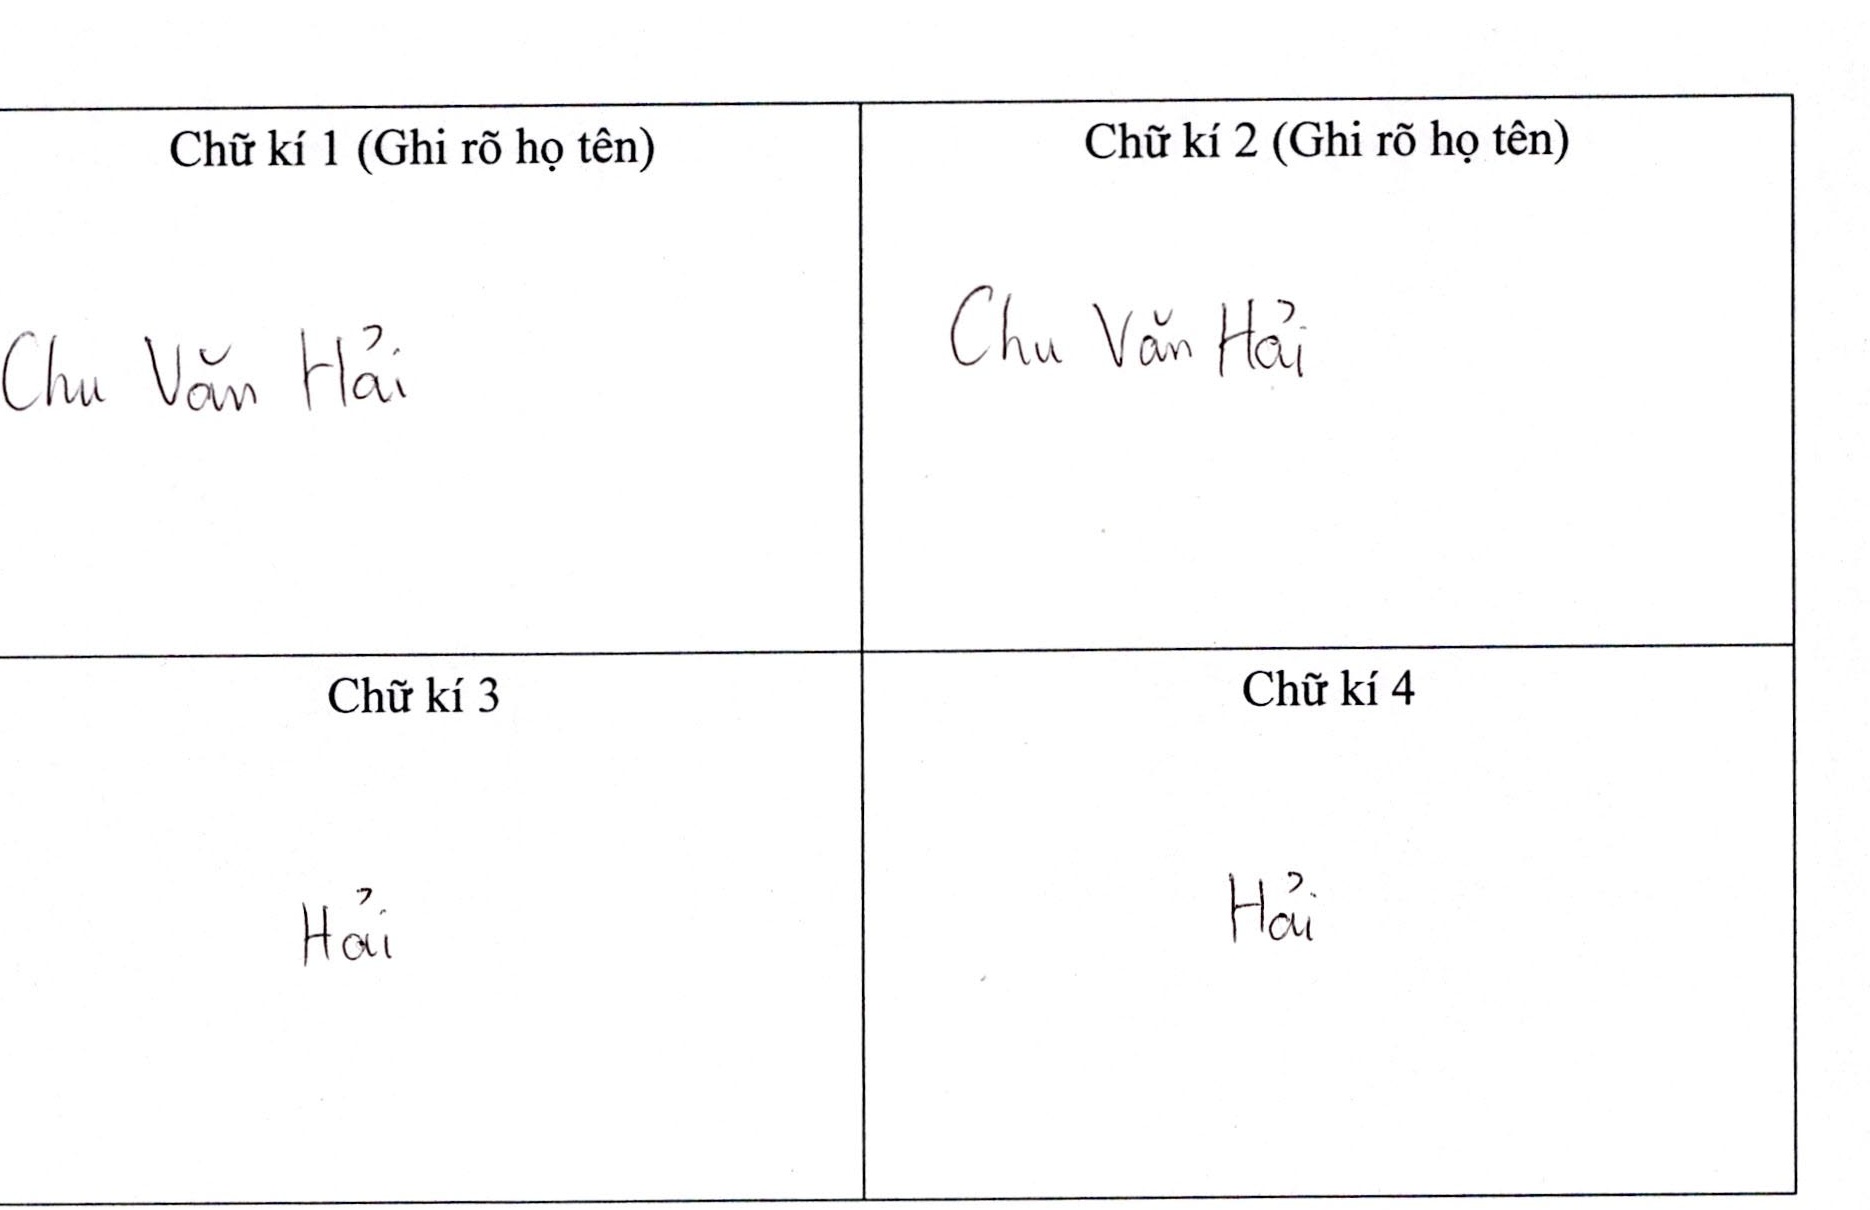 Chữ kí 1 (Ghi rõ họ tên)
Chu Văn Hải
Chữ kí 2 (Ghi rõ họ tên)
Chu Văn Hải
Chữ kí 3
Hải
Chữ kí 4
Hải